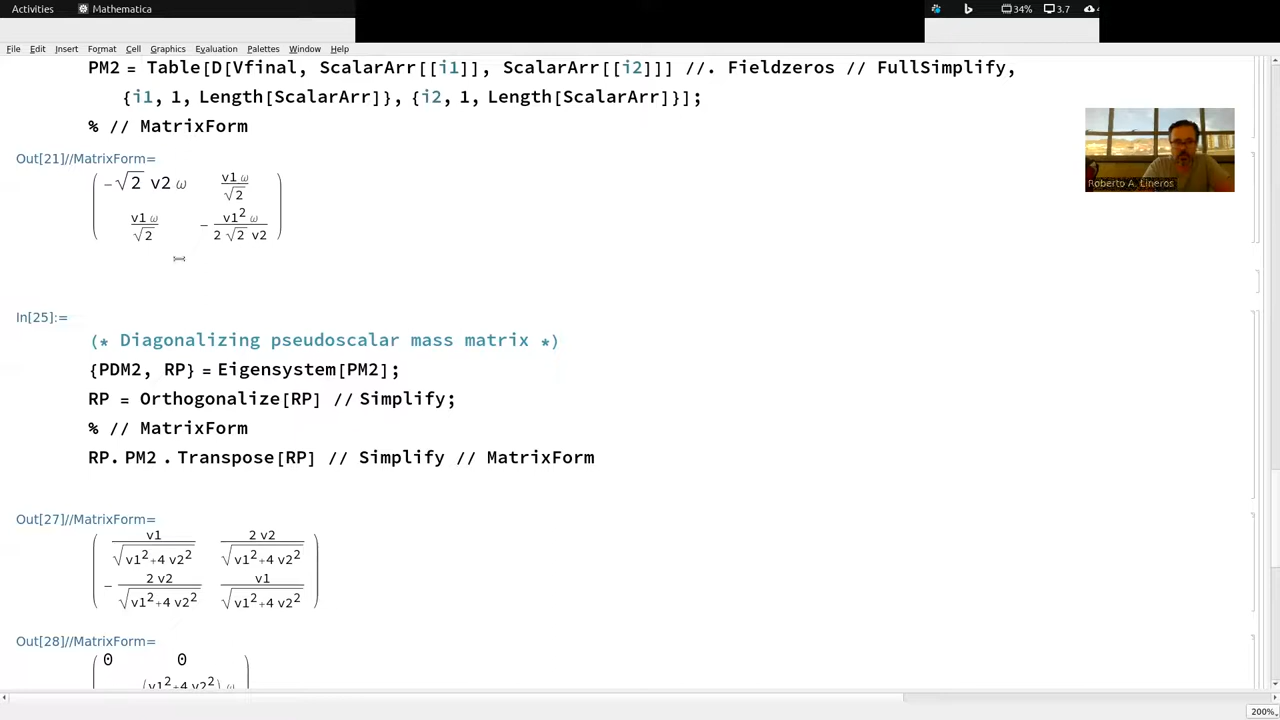 Activities Mathematica 34% 3.7
File Edit Insert Format Cell Graphics Evaluation Palettes Window Help
PM2 = Table[D[Vfinal, ScalarArr[[i1]], ScalarArr[[i2]]] //. Fieldzeros // FullSimplify,
{i1, 1, Length[ScalarArr]}, {i2, 1, Length[ScalarArr]}];
% // MatrixForm
Out[21]//MatrixForm=
-√2 v2 ω v1 ω/√2
v1 ω/√2 - v1² ω/2 √2 v2
Roberto A. Lineros
In[25]:=
(* Diagonalizing pseudoscalar mass matrix *)
{PDM2, RP} = Eigensystem[PM2];
RP = Orthogonalize[RP] // Simplify;
% // MatrixForm
RP.PM2.Transpose[RP] // Simplify // MatrixForm
Out[27]//MatrixForm=
v1/√(v1²+4 v2²) 2 v2/√(v1²+4 v2²)
- 2 v2/√(v1²+4 v2²) v1/√(v1²+4 v2²)
Out[28]//MatrixForm=
0 0
(v1²+4 v2²) ω
200%